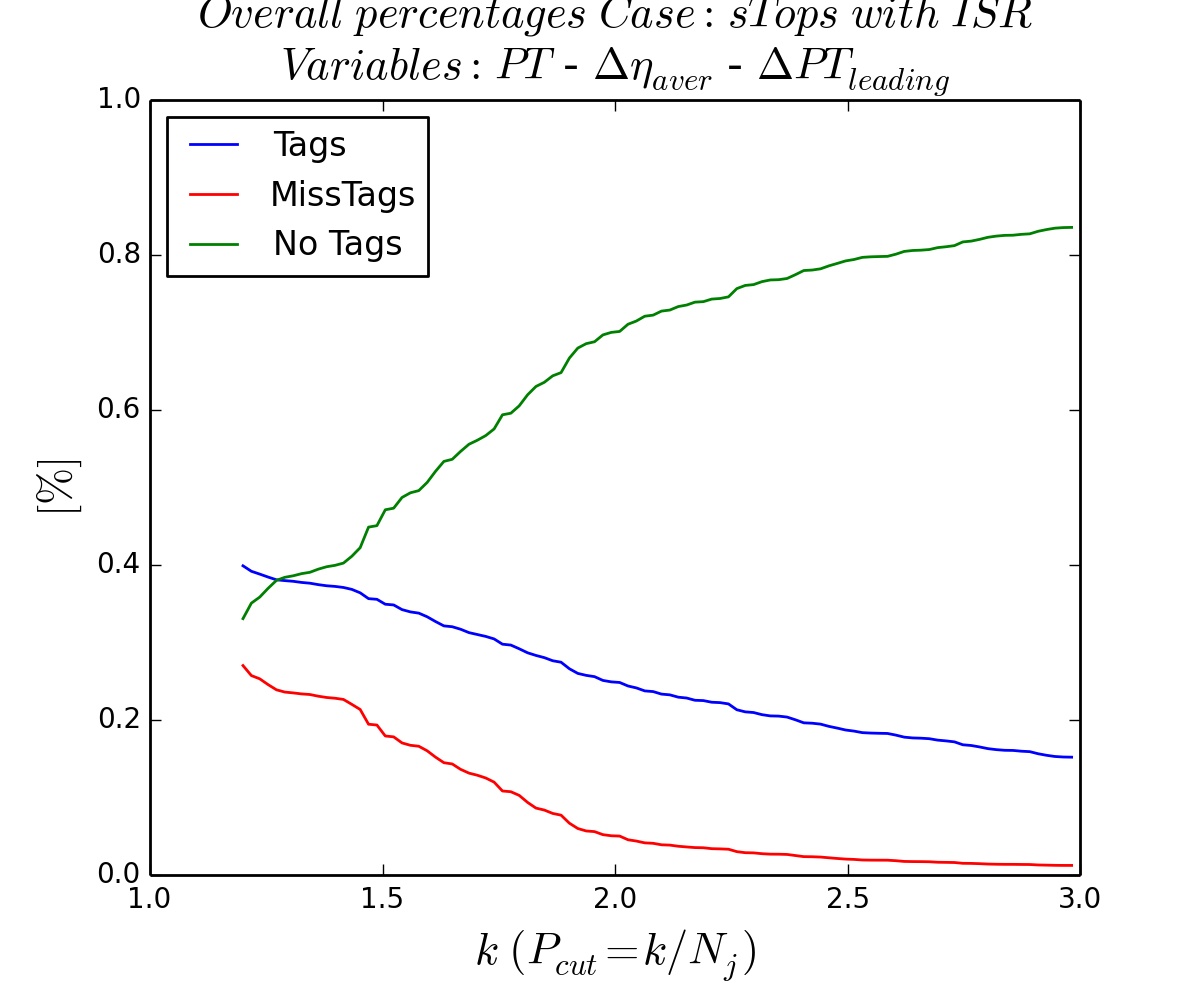 Overall percentages Case: sTops with ISR
Variables: PT - Δη_aver - ΔPT_leading
1.0
Tags
MissTags
No Tags
0.8
0.6
[%]
0.4
0.2
0.0
1.0 1.5 2.0 2.5 3.0
k (P_cut = k/N_j)